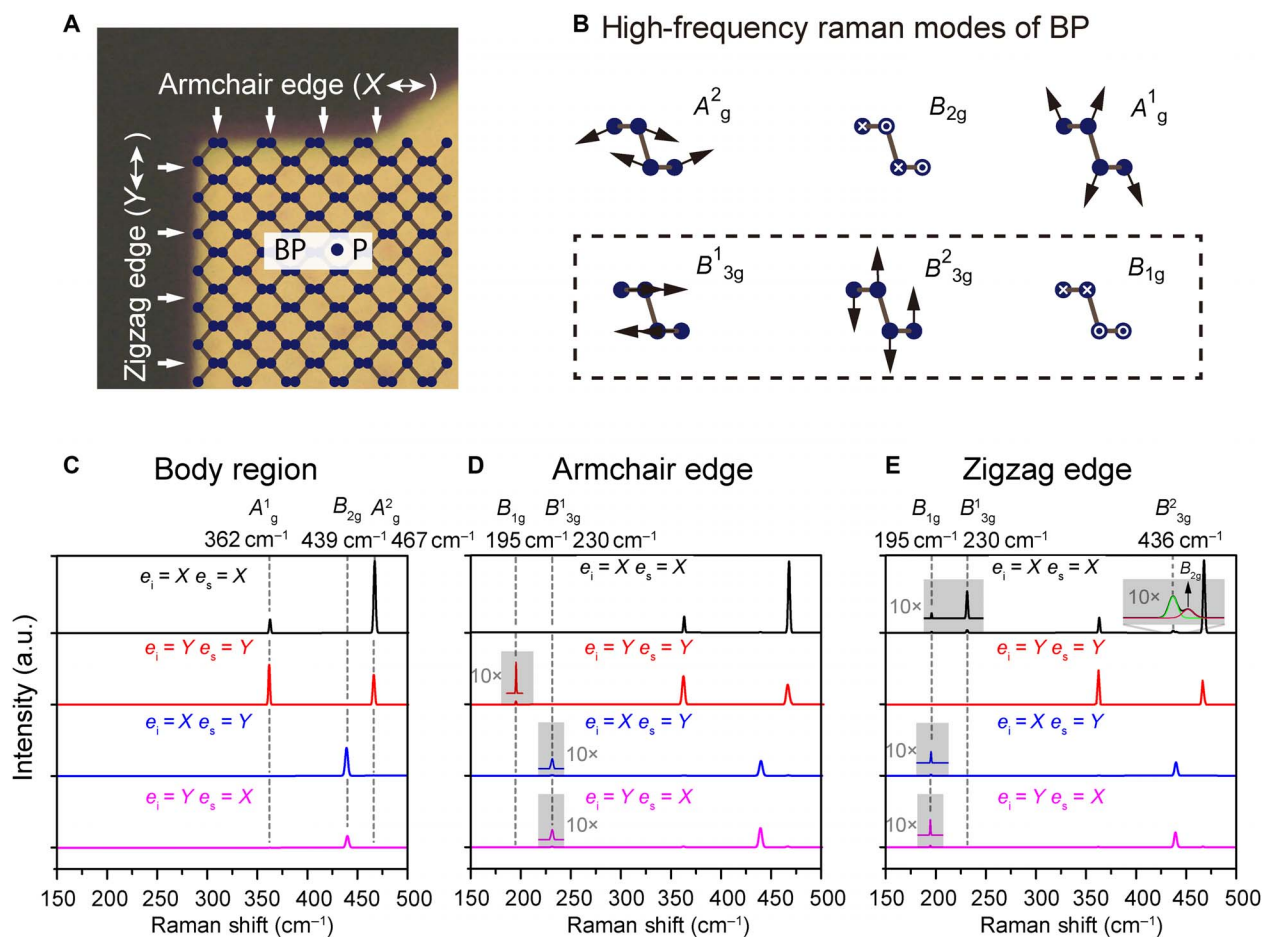 A
Armchair edge (X ↔)
Zigzag edge (Y ↔)
BP P
B High-frequency raman modes of BP
A²g B2g A¹g
B¹3g B²3g B1g
C Body region
A¹g B2g A²g
362 cm⁻¹ 439 cm⁻¹ 467 cm⁻¹
ei = X es = X
ei = Y es = Y
ei = X es = Y
ei = Y es = X
Intensity (a.u.)
150 200 250 300 350 400 450 500
Raman shift (cm⁻¹)
D Armchair edge
B1g B¹3g
195 cm⁻¹ 230 cm⁻¹
ei = X es = X
10×
ei = Y es = Y
ei = X es = Y
10×
ei = Y es = X
10×
150 200 250 300 350 400 450 500
Raman shift (cm⁻¹)
E Zigzag edge
B1g B¹3g B²3g
195 cm⁻¹ 230 cm⁻¹ 436 cm⁻¹
ei = X es = X
10× 10× B2g
ei = Y es = Y
ei = X es = Y
10×
ei = Y es = X
10×
150 200 250 300 350 400 450 500
Raman shift (cm⁻¹)